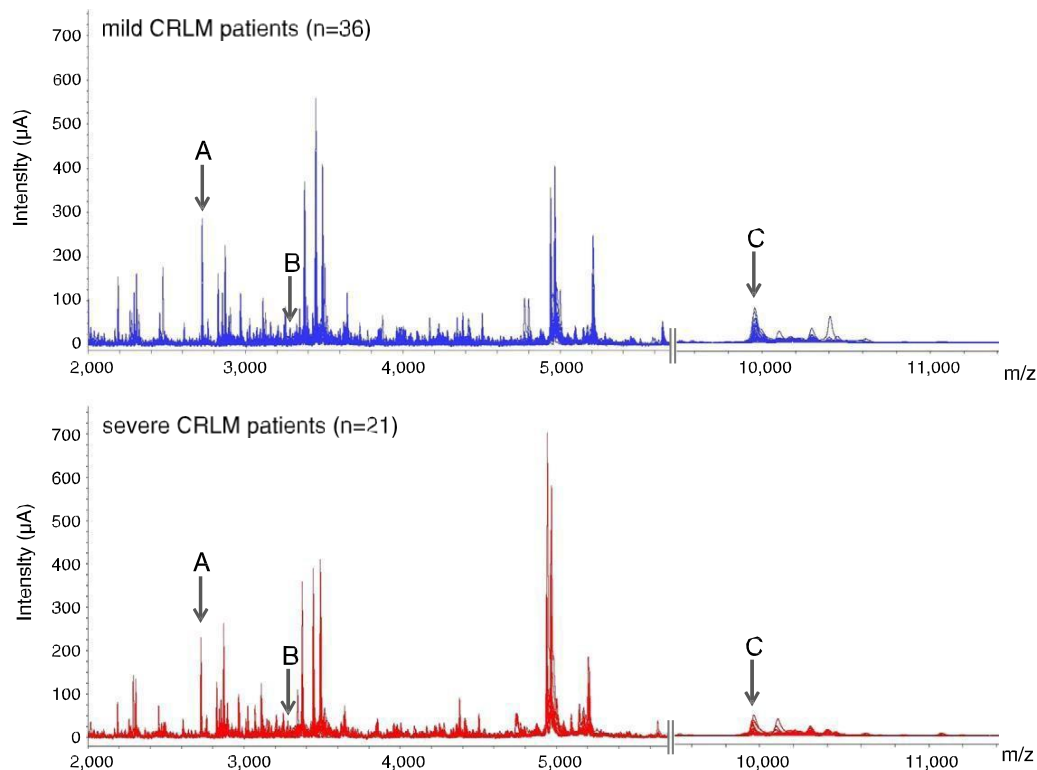 mild CRLM patients (n=36)
700
600
500
400
300
200
100
0
Intensity (μA)
A
B
C
2,000
3,000
4,000
5,000
10,000
11,000
m/z
severe CRLM patients (n=21)
700
600
500
400
300
200
100
0
Intensity (μA)
A
B
C
2,000
3,000
4,000
5,000
10,000
11,000
m/z